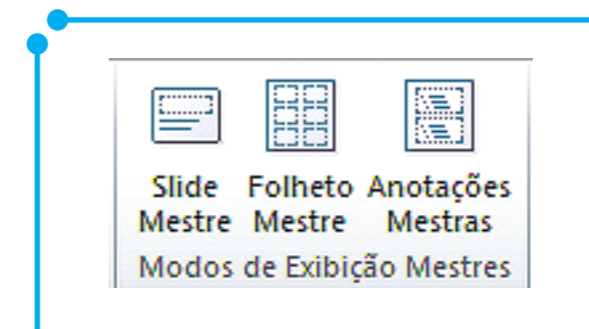 Slide Folheto Anotações
Mestre Mestre Mestras
Modos de Exibição Mestres